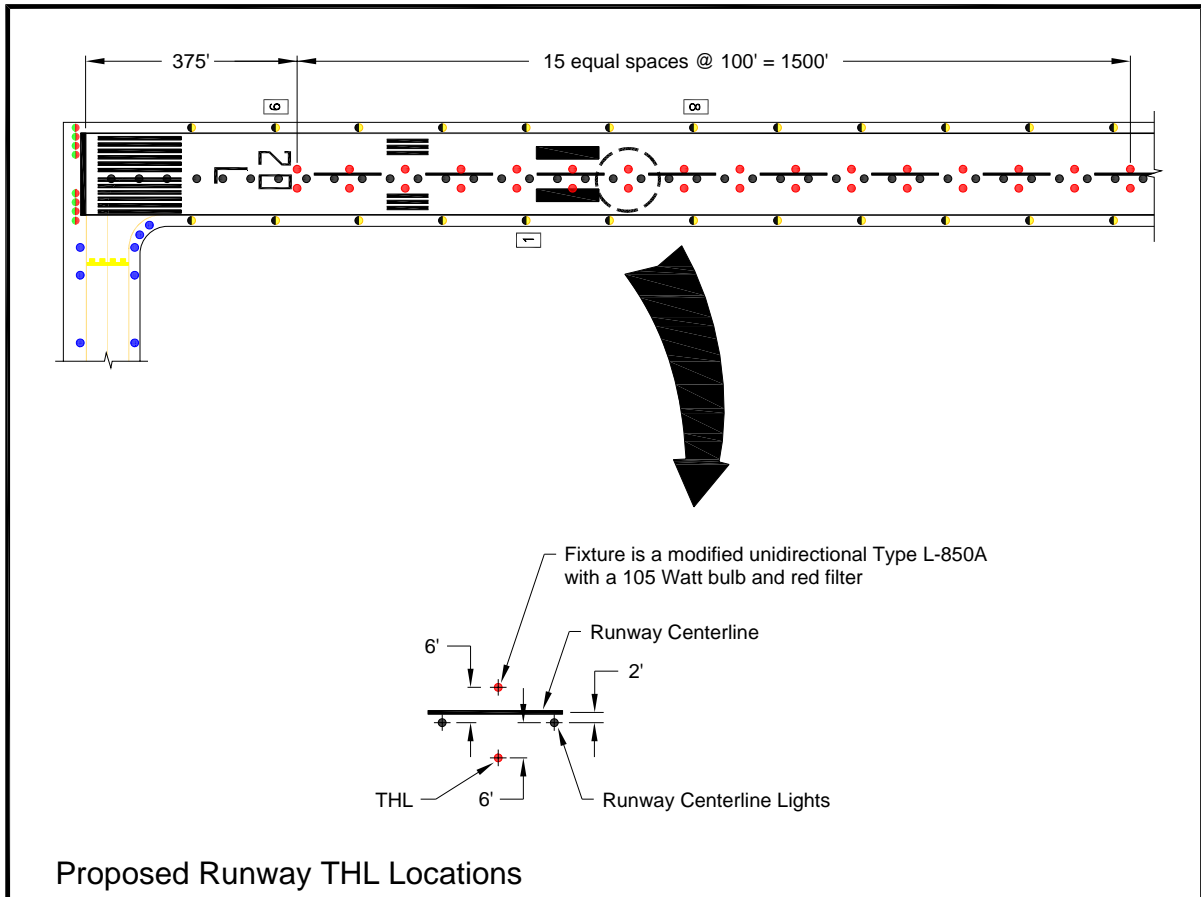 375'
15 equal spaces @ 100' = 1500'
9
8
1
Fixture is a modified unidirectional Type L-850A
with a 105 Watt bulb and red filter
Runway Centerline
6'
2'
THL
6'
Runway Centerline Lights
Proposed Runway THL Locations